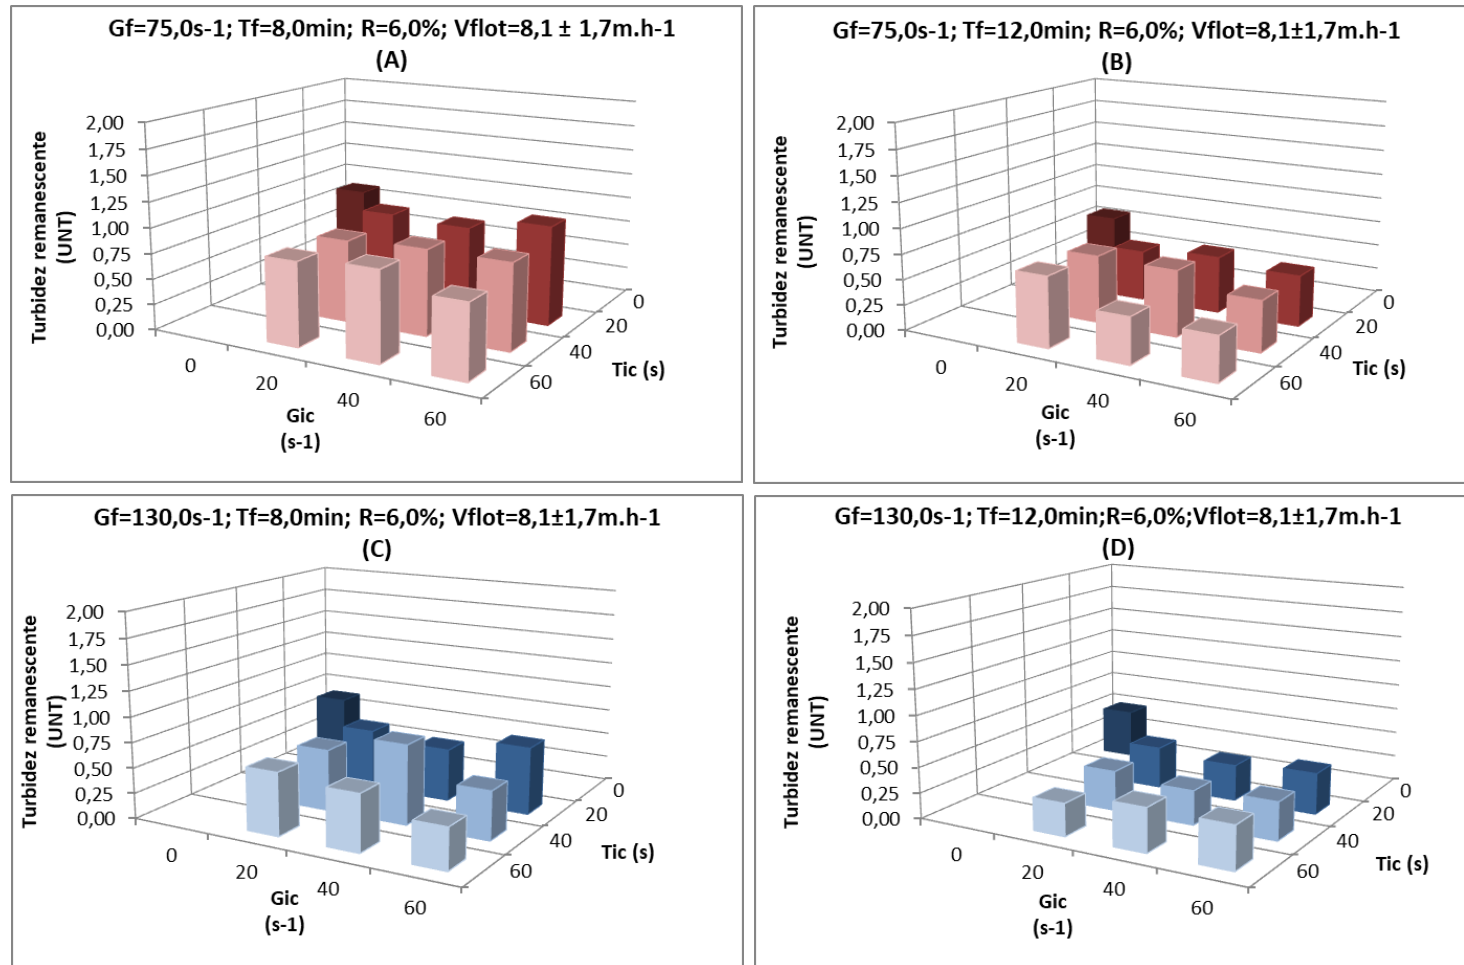 Gf=75,0s-1; Tf=8,0min; R=6,0%; Vflot=8,1 ± 1,7m.h-1
(A)
Turbidez remanescente
(UNT)
2,00
1,75
1,50
1,25
1,00
0,75
0,50
0,25
0,00
0
20
40
60
Gic
(s-1)
0
20
40
60
Tic (s)
Gf=75,0s-1; Tf=12,0min; R=6,0%; Vflot=8,1±1,7m.h-1
(B)
Turbidez remanescente
(UNT)
2,00
1,75
1,50
1,25
1,00
0,75
0,50
0,25
0,00
0
20
40
60
Gic
(s-1)
0
20
40
60
Tic (s)
Gf=130,0s-1; Tf=8,0min; R=6,0%; Vflot=8,1±1,7m.h-1
(C)
Turbidez remanescente
(UNT)
2,00
1,75
1,50
1,25
1,00
0,75
0,50
0,25
0,00
0
20
40
60
Gic
(s-1)
0
20
40
60
Tic (s)
Gf=130,0s-1; Tf=12,0min;R=6,0%;Vflot=8,1±1,7m.h-1
(D)
Turbidez remanescente
(UNT)
2,00
1,75
1,50
1,25
1,00
0,75
0,50
0,25
0,00
0
20
40
60
Gic
(s-1)
0
20
40
60
Tic (s)